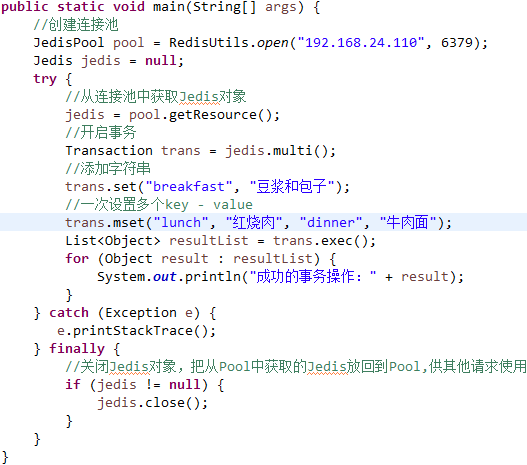 public static void main(String[] args) {
//创建连接池
JedisPool pool = RedisUtils.open("192.168.24.110", 6379);
Jedis jedis = null;
try {
//从连接池中获取Jedis对象
jedis = pool.getResource();
//开启事务
Transaction trans = jedis.multi();
//添加字符串
trans.set("breakfast", "豆浆和包子");
//一次设置多个key - value
trans.mset("lunch", "红烧肉", "dinner", "牛肉面");
List<Object> resultList = trans.exec();
for (Object result : resultList) {
System.out.println("成功的事务操作：" + result);
}
} catch (Exception e) {
e.printStackTrace();
} finally {
//关闭Jedis对象，把从Pool中获取的Jedis放回到Pool,供其他请求使用
if (jedis != null) {
jedis.close();
}
}
}